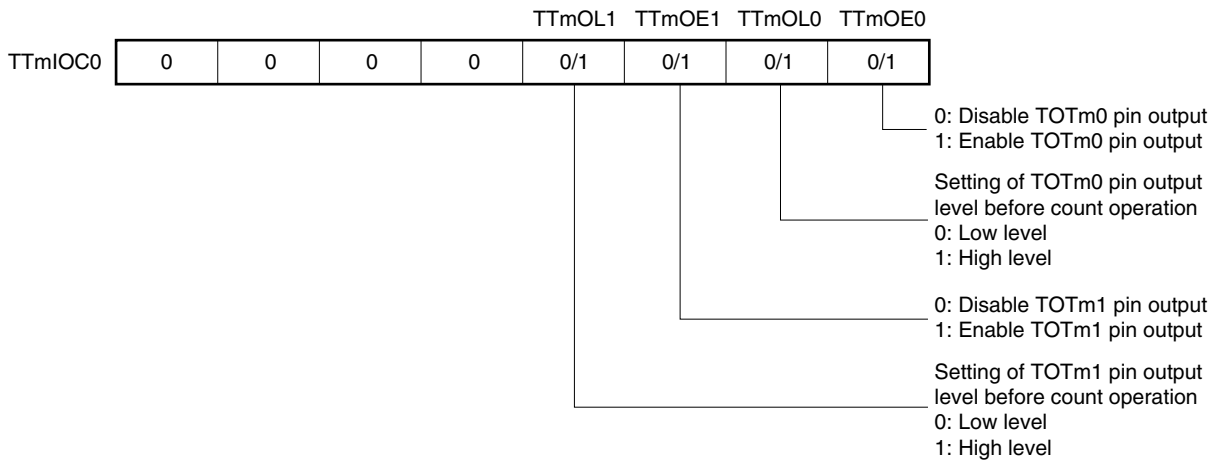 TTmOL1 TTmOE1 TTmOL0 TTmOE0
TTmIOC0 0 0 0 0 0/1 0/1 0/1 0/1
0: Disable TOTm0 pin output
1: Enable TOTm0 pin output
Setting of TOTm0 pin output
level before count operation
0: Low level
1: High level
0: Disable TOTm1 pin output
1: Enable TOTm1 pin output
Setting of TOTm1 pin output
level before count operation
0: Low level
1: High level